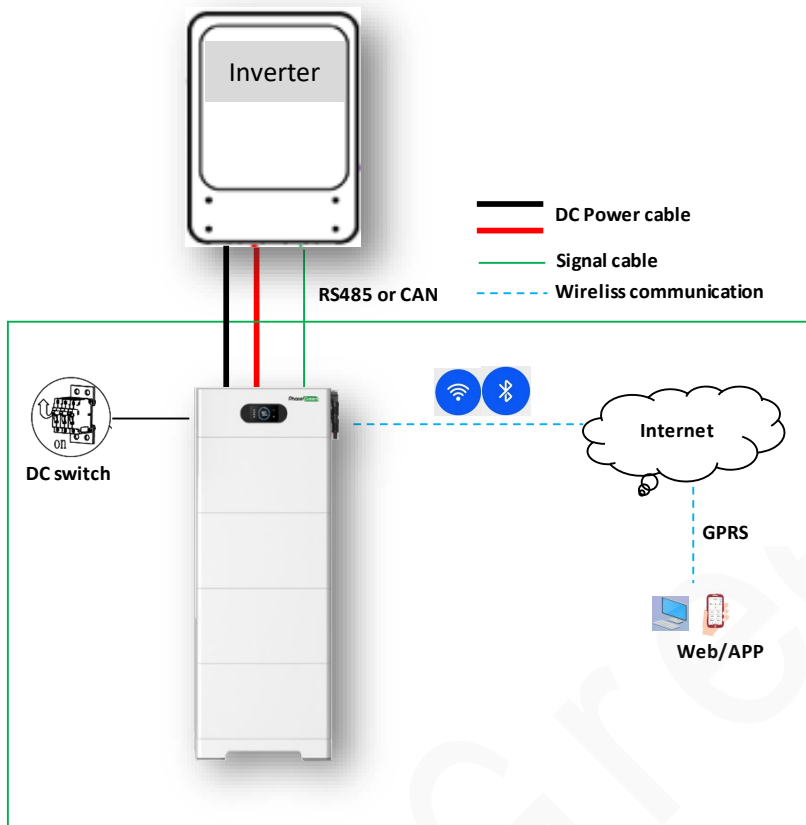 Inverter
DC Power cable
Signal cable
RS485 or CAN
Wireliss communication
on
DC switch
Internet
GPRS
Web/APP